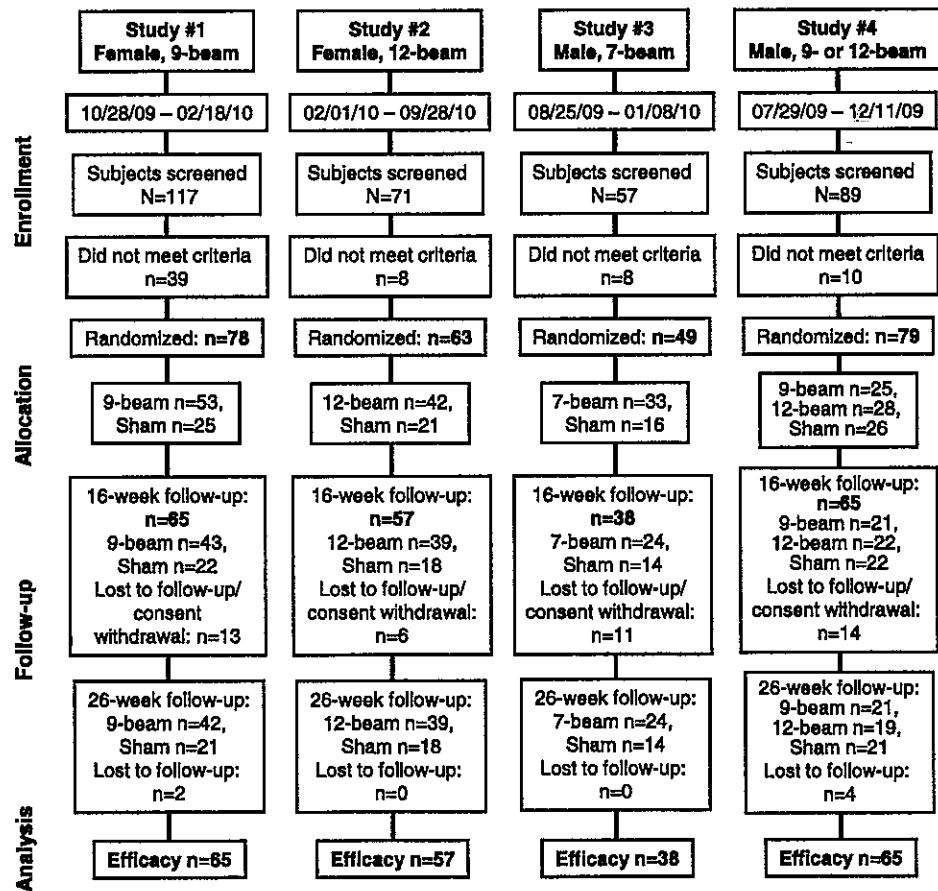 Study #1
Female, 9-beam
10/28/09 – 02/18/10
Subjects screened
N=117
Did not meet criteria
n=39
Randomized: n=78
9-beam n=53,
Sham n=25
16-week follow-up:
n=65
9-beam n=43,
Sham n=22
Lost to follow-up/
consent
withdrawal: n=13
26-week follow-up:
9-beam n=42,
Sham n=21
Lost to follow-up:
n=2
Efficacy n=65
Study #2
Female, 12-beam
02/01/10 – 09/28/10
Subjects screened
N=71
Did not meet criteria
n=8
Randomized: n=63
12-beam n=42,
Sham n=21
16-week follow-up:
n=57
12-beam n=39,
Sham n=18
Lost to follow-up/
consent withdrawal:
n=6
26-week follow-up:
12-beam n=39,
Sham n=18
Lost to follow-up:
n=0
Efficacy n=57
Study #3
Male, 7-beam
08/25/09 – 01/08/10
Subjects screened
N=57
Did not meet criteria
n=8
Randomized: n=49
7-beam n=33,
Sham n=16
16-week follow-up:
n=38
7-beam n=24,
Sham n=14
Lost to follow-up/
consent withdrawal:
n=11
26-week follow-up:
7-beam n=24,
Sham n=14
Lost to follow-up:
n=0
Efficacy n=38
Study #4
Male, 9- or 12-beam
07/29/09 – 12/11/09
Subjects screened
N=89
Did not meet criteria
n=10
Randomized: n=79
9-beam n=25,
12-beam n=28,
Sham n=26
16-week follow-up:
n=65
9-beam n=21,
12-beam n=22,
Sham n=22
Lost to follow-up/
consent withdrawal:
n=14
26-week follow-up:
9-beam n=21,
12-beam n=19,
Sham n=21
Lost to follow-up:
n=4
Efficacy n=65
Enrollment
Allocation
Follow-up
Analysis